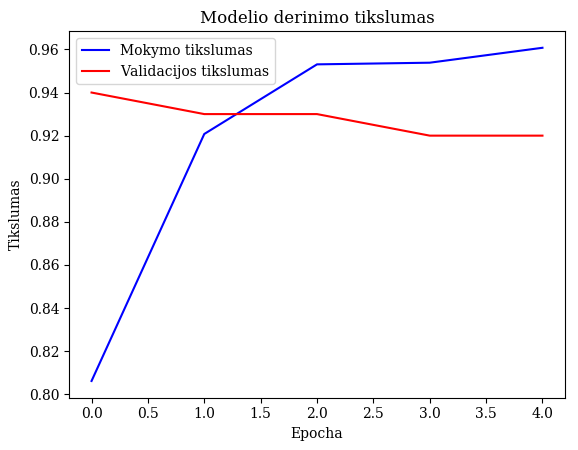 Modelio derinimo tikslumas
Mokymo tikslumas
Validacijos tikslumas
Tikslumas
0.96
0.94
0.92
0.90
0.88
0.86
0.84
0.82
0.80
0.0 0.5 1.0 1.5 2.0 2.5 3.0 3.5 4.0
Epocha